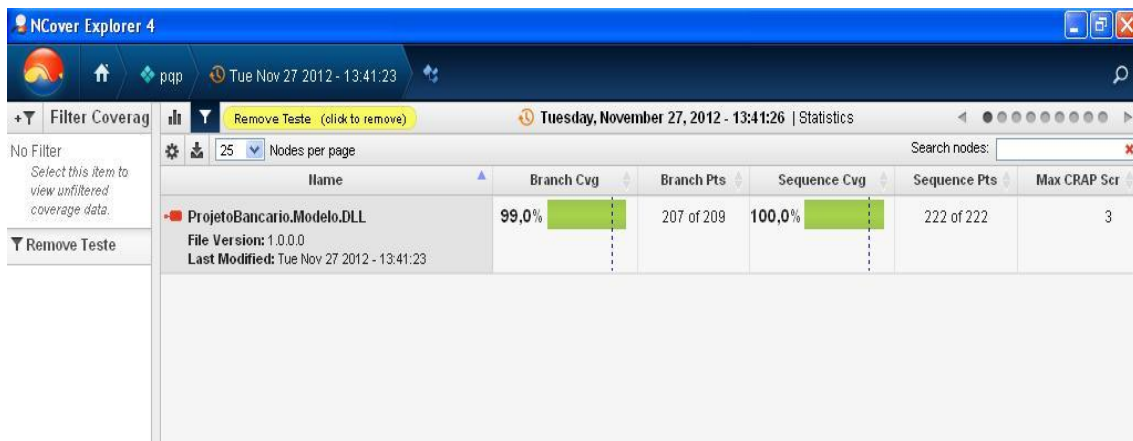 NCover Explorer 4
pqp
Tue Nov 27 2012 - 13:41:23
+ Filter Coverag
Remove Teste (click to remove)
Tuesday, November 27, 2012 - 13:41:26 | Statistics
No Filter
Select this item to
view unfiltered
coverage data.
Remove Teste
25 Nodes per page
Search nodes:
Name Branch Cvg Branch Pts Sequence Cvg Sequence Pts Max CRAP Scr
ProjetoBancario.Modelo.DLL 99,0% 207 of 209 100,0% 222 of 222 3
File Version: 1.0.0.0
Last Modified: Tue Nov 27 2012 - 13:41:23